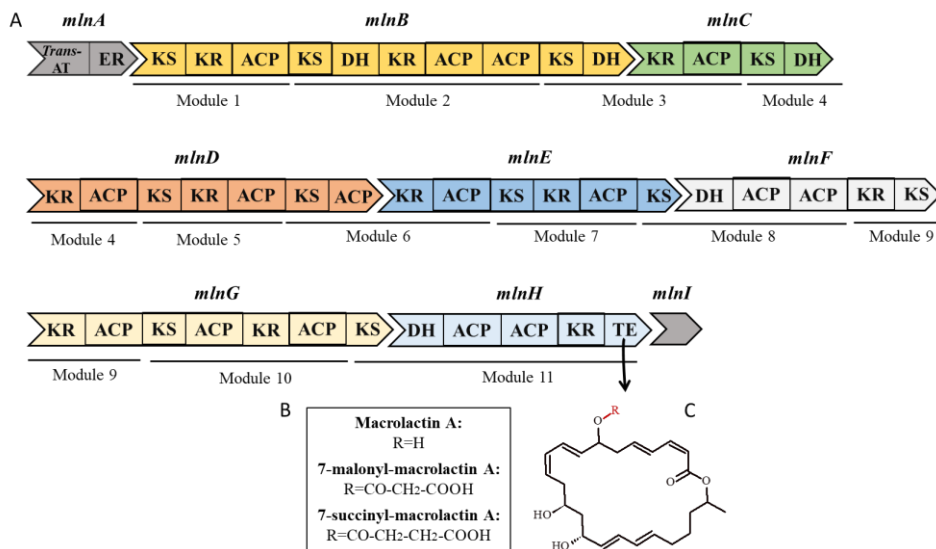 A
mlnA mlnB mlnC
Trans-AT ER KS KR ACP KS DH KR ACP ACP KS DH KR ACP KS DH
Module 1 Module 2 Module 3 Module 4
mlnD mlnE mlnF
KR ACP KS KR ACP KS ACP KR ACP KS KR ACP KS DH ACP ACP KR KS
Module 4 Module 5 Module 6 Module 7 Module 8 Module 9
mlnG mlnH mlnI
KR ACP KS ACP KR ACP KS DH ACP ACP KR TE
Module 9 Module 10 Module 11
B
Macrolactin A:
R=H
7-malonyl-macrolactin A:
R=CO-CH2-COOH
7-succinyl-macrolactin A:
R=CO-CH2-CH2-COOH
C
R
O
O
O
HO
HO